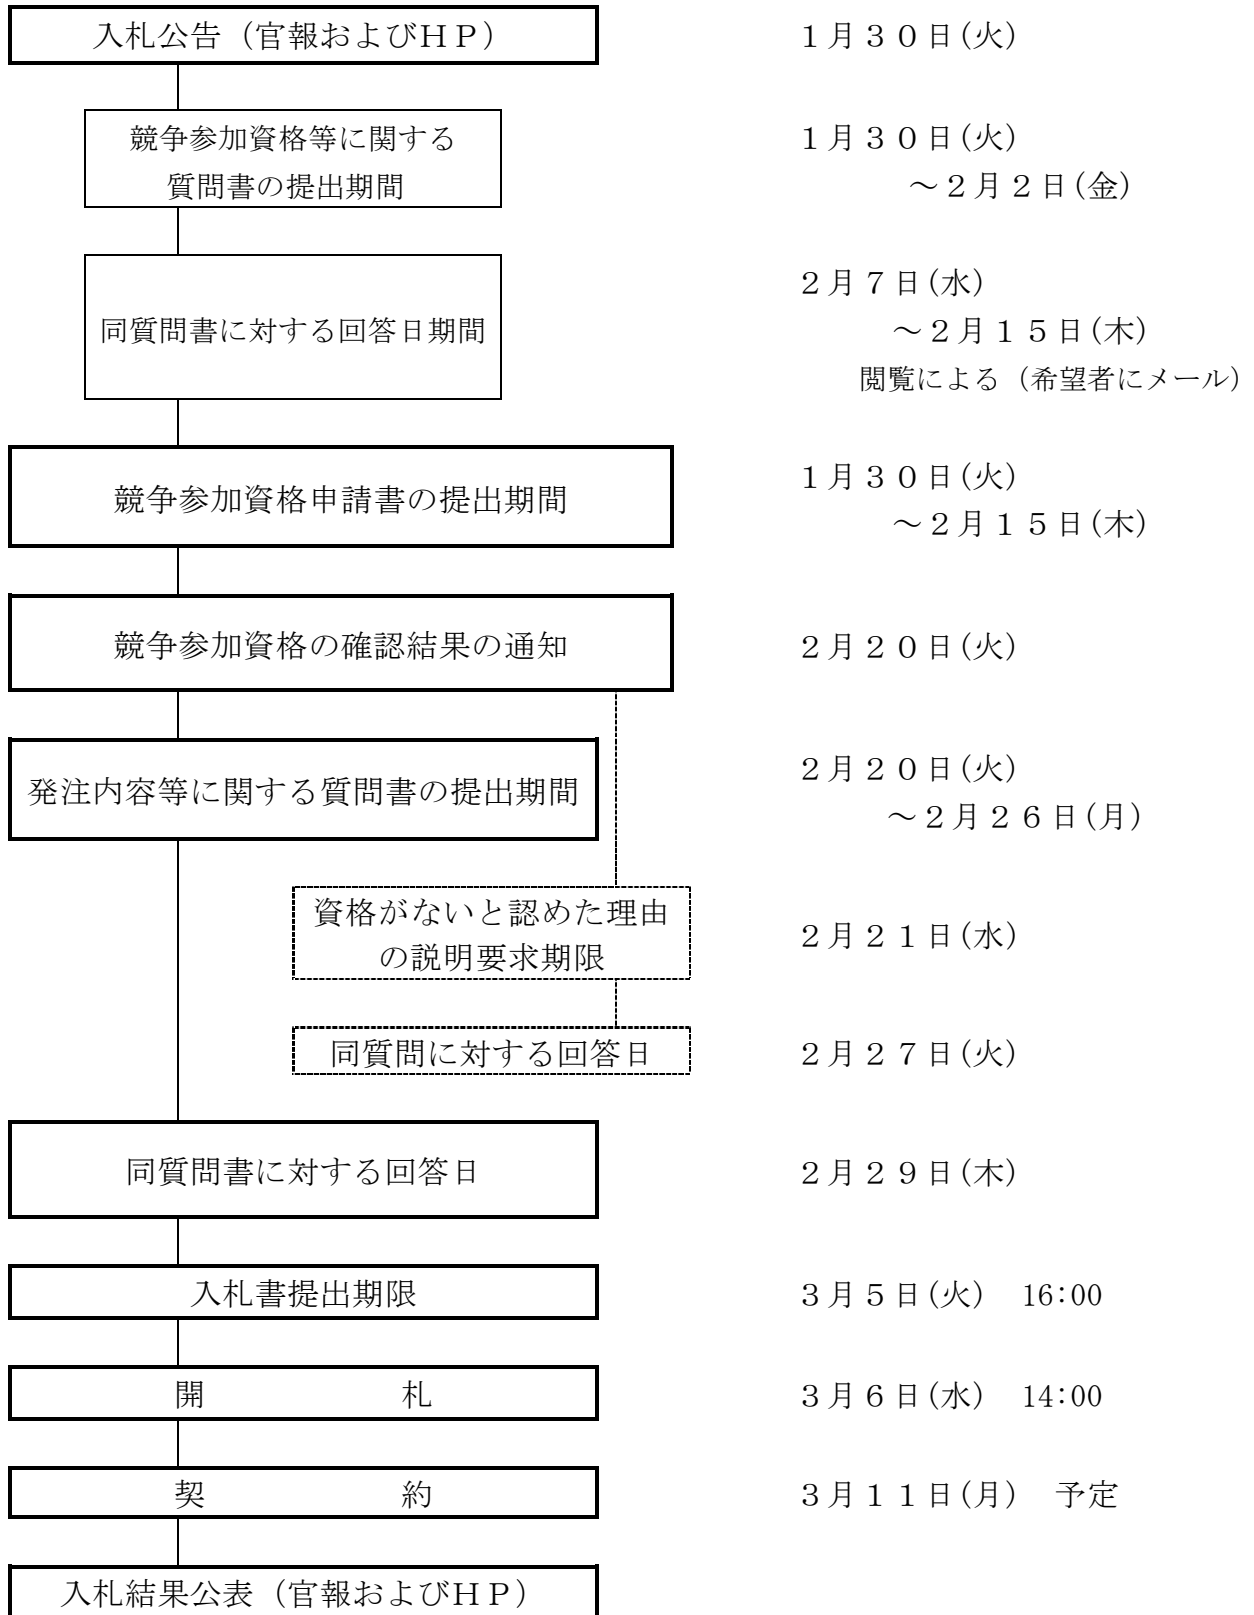 入札公告（官報およびＨＰ） １月３０日(火)
競争参加資格等に関する １月３０日(火)
質問書の提出期間 ～２月２日(金)
２月７日(水)
同質問書に対する回答日期間 ～２月１５日(木)
閲覧による（希望者にメール）
競争参加資格申請書の提出期間 １月３０日(火)
～２月１５日(木)
競争参加資格の確認結果の通知 ２月２０日(火)
発注内容等に関する質問書の提出期間 ２月２０日(火)
～２月２６日(月)
資格がないと認めた理由
の説明要求期限 ２月２１日(水)
同質問に対する回答日 ２月２７日(火)
同質問書に対する回答日 ２月２９日(木)
入札書提出期限 ３月５日(火)　16:00
開　　　　　　札 ３月６日(水)　14:00
契　　　　　　約 ３月１１日(月)　予定
入札結果公表（官報およびＨＰ）